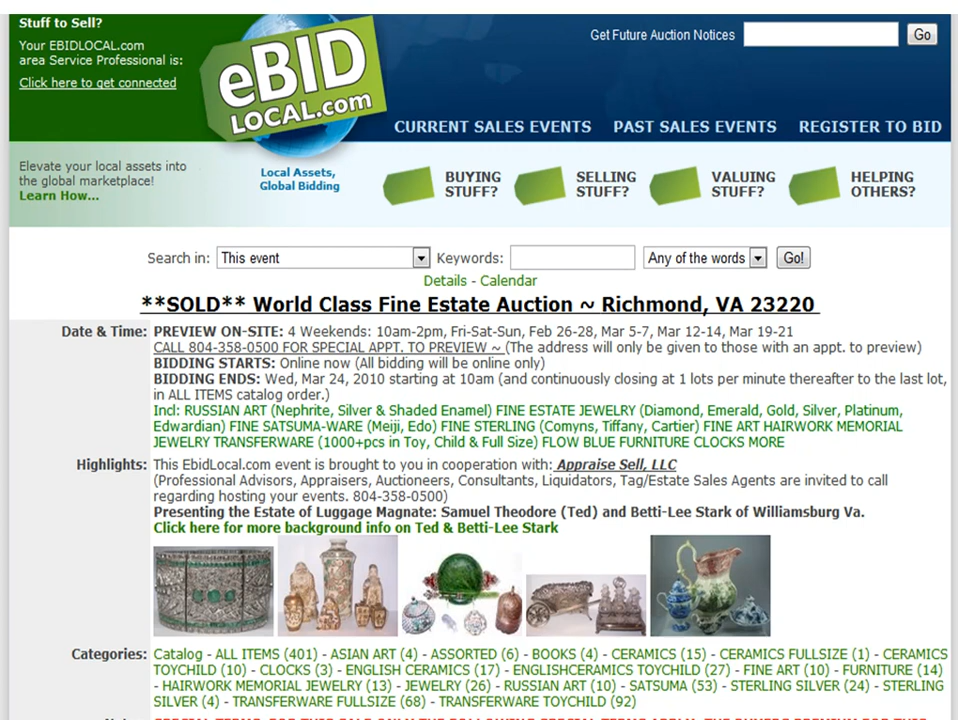 Stuff to Sell?
Your EBIDLOCAL.com
area Service Professional is:
Click here to get connected
eBID
LOCAL.com
Get Future Auction Notices
Go
CURRENT SALES EVENTS PAST SALES EVENTS REGISTER TO BID
Elevate your local assets into
the global marketplace!
Learn How...
Local Assets,
Global Bidding
BUYING
STUFF?
SELLING
STUFF?
VALUING
STUFF?
HELPING
OTHERS?
Search in: This event Keywords: Any of the words Go!
Details - Calendar
**SOLD** World Class Fine Estate Auction ~ Richmond, VA 23220
Date & Time: PREVIEW ON-SITE: 4 Weekends: 10am-2pm, Fri-Sat-Sun, Feb 26-28, Mar 5-7, Mar 12-14, Mar 19-21
CALL 804-358-0500 FOR SPECIAL APPT. TO PREVIEW ~ (The address will only be given to those with an appt. to preview)
BIDDING STARTS: Online now (All bidding will be online only)
BIDDING ENDS: Wed, Mar 24, 2010 starting at 10am (and continuously closing at 1 lots per minute thereafter to the last lot,
in ALL ITEMS catalog order.)
Incl: RUSSIAN ART (Nephrite, Silver & Shaded Enamel) FINE ESTATE JEWELRY (Diamond, Emerald, Gold, Silver, Platinum,
Edwardian) FINE SATSUMA-WARE (Meiji, Edo) FINE STERLING (Comyns, Tiffany, Cartier) FINE ART HAIRWORK MEMORIAL
JEWELRY TRANSFERWARE (1000+pcs in Toy, Child & Full Size) FLOW BLUE FURNITURE CLOCKS MORE
Highlights: This EbidLocal.com event is brought to you in cooperation with: Appraise Sell, LLC
(Professional Advisors, Appraisers, Auctioneers, Consultants, Liquidators, Tag/Estate Sales Agents are invited to call
regarding hosting your events. 804-358-0500)
Presenting the Estate of Luggage Magnate: Samuel Theodore (Ted) and Betti-Lee Stark of Williamsburg Va.
Click here for more background info on Ted & Betti-Lee Stark
Categories: Catalog - ALL ITEMS (401) - ASIAN ART (4) - ASSORTED (6) - BOOKS (4) - CERAMICS (15) - CERAMICS FULLSIZE (1) - CERAMICS
TOYCHILD (10) - CLOCKS (3) - ENGLISH CERAMICS (17) - ENGLISHCERAMICS TOYCHILD (27) - FINE ART (10) - FURNITURE (14)
- HAIRWORK MEMORIAL JEWELRY (13) - JEWELRY (26) - RUSSIAN ART (10) - SATSUMA (53) - STERLING SILVER (24) - STERLING
SILVER (4) - TRANSFERWARE FULLSIZE (68) - TRANSFERWARE TOYCHILD (92)